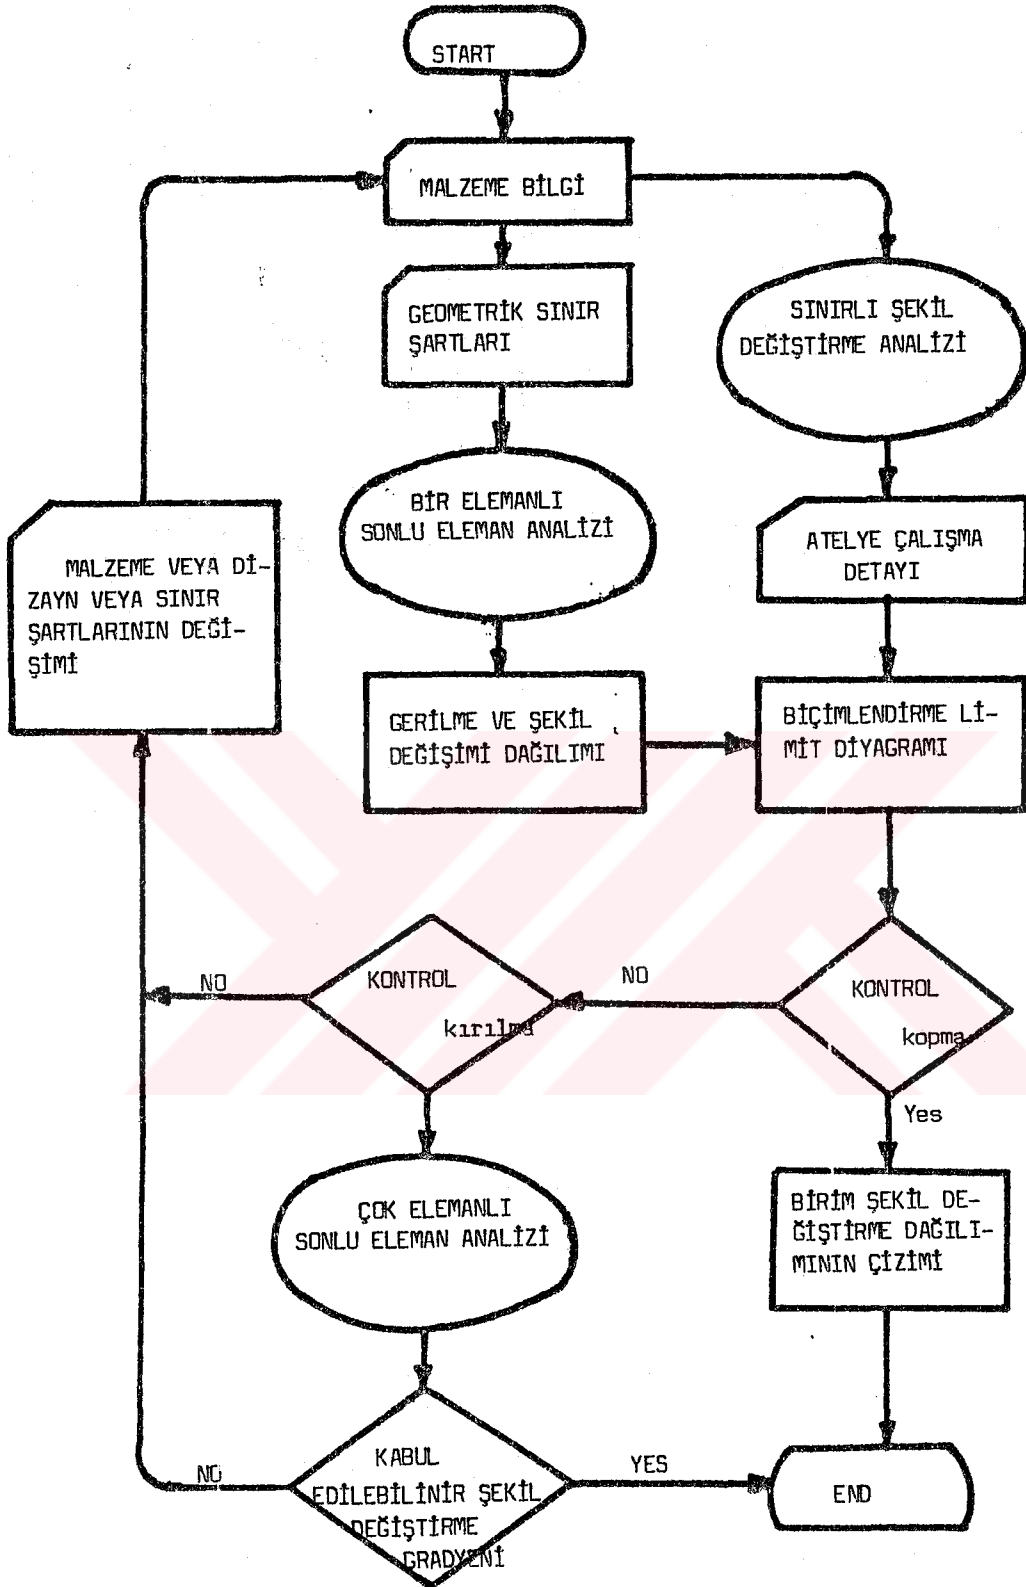 START
MALZEME BİLGİ
GEOMETRİK SINIR
ŞARTLARI
SINIRLI ŞEKİL
DEĞİŞTİRME ANALİZİ
BİR ELEMANLI
SONLU ELEMAN ANALİZİ
ATELYE ÇALIŞMA
DETAYI
MALZEME VEYA Dİ-
ZAYN VEYA SINIR
ŞARTLARININ DEĞİ-
ŞİMİ
GERİLME VE ŞEKİL
DEĞİŞİMİ DAĞILIMI
BİÇİMLENDİRME Lİ-
MİT DİYAGRAMI
NO
KONTROL
kırılma
NO
KONTROL
kopma
Yes
ÇOK ELEMANLI
SONLU ELEMAN ANALİZİ
BİRİM ŞEKİL DE-
ĞİŞTİRME DAĞILI-
MININ ÇİZİMİ
NO
KABUL
EDİLEBİLİNİR ŞEKİL
DEĞİŞTİRME
GRADYENİ
YES
END